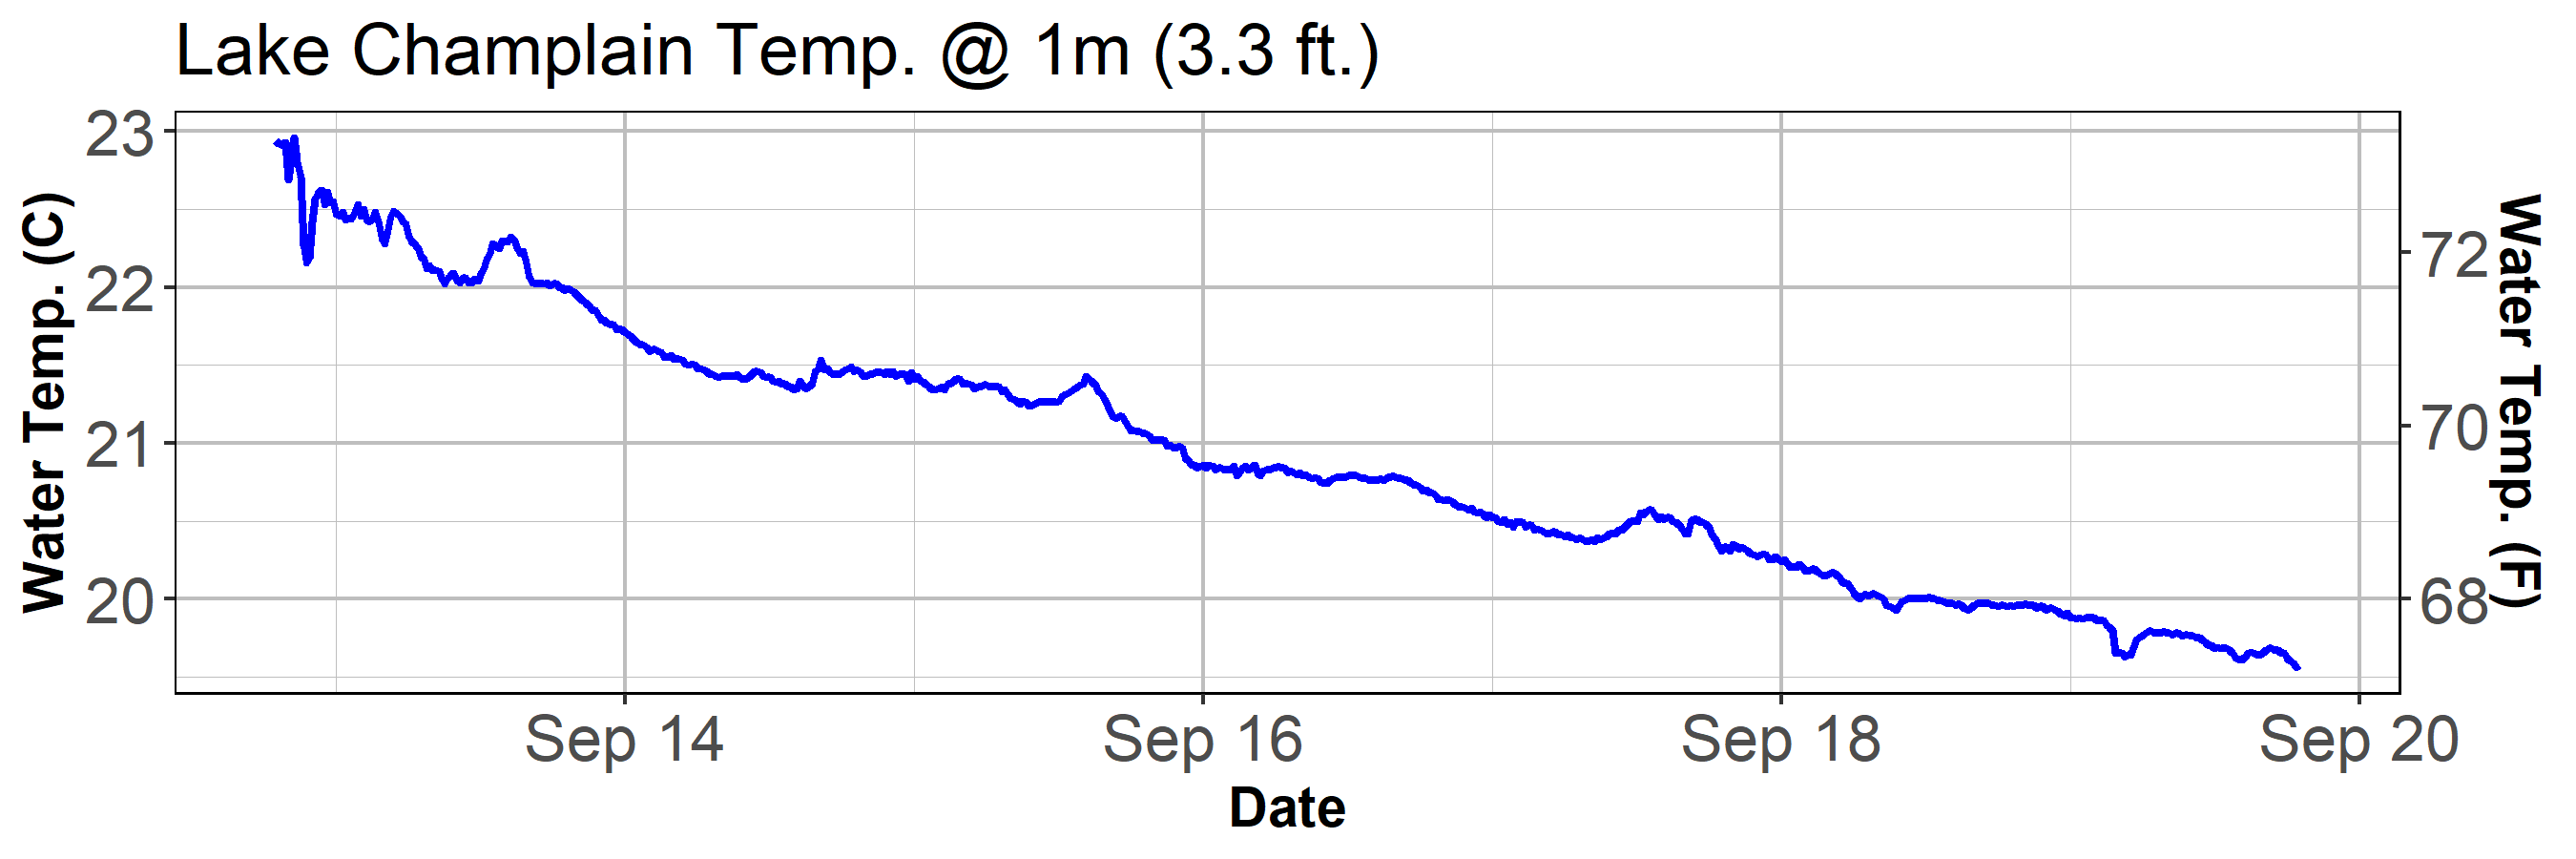 Lake Champlain Temp. @ 1m (3.3 ft.)
Water Temp. (C)
23
22
21
20
72
70
68
Water Temp. (F)
Sep 14 Sep 16 Sep 18 Sep 20
Date